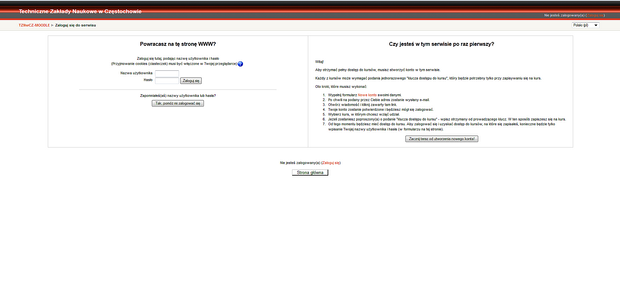 Techniczne Zakłady Naukowe w Częstochowie
Nie jesteś zalogowany(a)
TZNwCZ-MOODLE ► Zaloguj się do serwisu
Polski (pl)
Powracasz na tę stronę WWW?
Zaloguj się tutaj, podając nazwę użytkownika i hasło
(Przyjmowanie cookies (ciasteczek) musi być włączone w Twojej przeglądarce)
Nazwa użytkownika
Hasło
Zaloguj się
Zapomniałeś(aś) nazwy użytkownika lub hasła?
Tak, pomóż mi zalogować się
Czy jesteś w tym serwisie po raz pierwszy?
Witaj!
Aby otrzymać pełny dostęp do kursów, musisz utworzyć konto w tym serwisie.
Każdy z kursów może wymagać podania jednorazowego "klucza dostępu do kursu", który będzie potrzebny tylko przy zapisywaniu się na kurs.
Oto kroki, które musisz wykonać:
1. Wypełnij formularz Nowe konto swoimi danymi.
2. Po chwili na podany przez Ciebie adres zostanie wysłany e-mail.
3. Otwórz wiadomość i kliknij zawarty tam link.
4. Twoje konto zostanie potwierdzone i będziesz mógł się zalogować.
5. Wybierz kurs, w którym chcesz wziąć udział.
6. Jeżeli zostaniesz poproszony(a) o podanie "klucza dostępu do kursu" - wpisz otrzymany od prowadzącego klucz. W ten sposób zapiszesz się na kurs.
7. Od tego momentu będziesz mieć dostęp do kursu. Aby zalogować się i uzyskać dostęp do kursów, na które się zapisałeś, konieczne będzie tylko
wpisanie Twojej nazwy użytkownika i hasła (w formularzu na tej stronie).
Zacznij teraz od utworzenia nowego konta!
Nie jesteś zalogowany(a) (Zaloguj się)
Strona główna